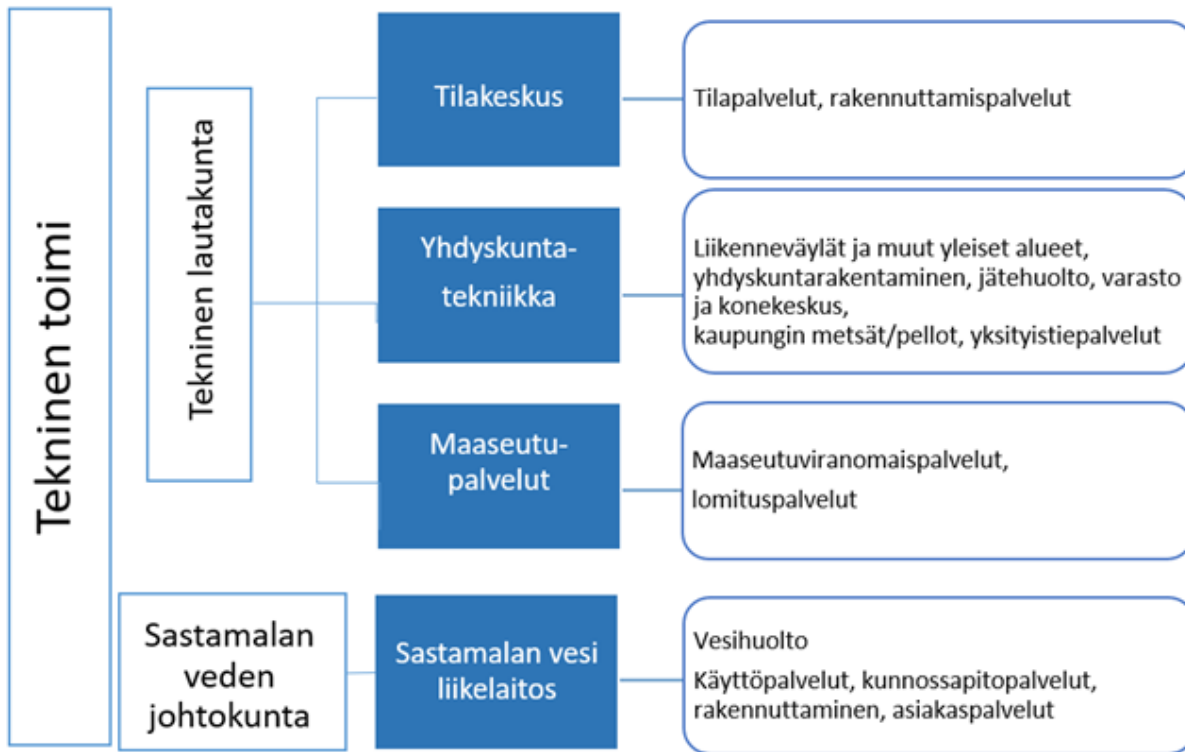 Tekninen toimi
Tekninen lautakunta
Tilakeskus
Tilapalvelut, rakennuttamispalvelut
Yhdyskunta-
tekniikka
Liikenneväylät ja muut yleiset alueet,
yhdyskuntarakentaminen, jätehuolto, varasto
ja konekeskus,
kaupungin metsät/pellot, yksityistiepalvelut
Maaseutu-
palvelut
Maaseutuviranomaispalvelut,
lomituspalvelut
Sastamalan
veden
johtokunta
Sastamalan vesi
liikelaitos
Vesihuolto
Käyttöpalvelut, kunnossapitopalvelut,
rakennuttaminen, asiakaspalvelut